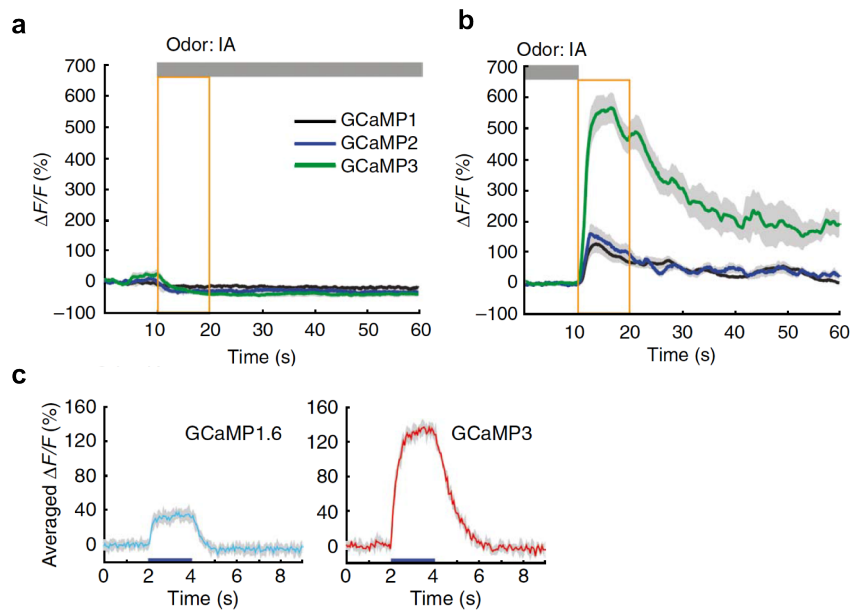 a
Odor: IA
700
600
500
400
300
200
100
0
−100
ΔF/F (%)
GCaMP1
GCaMP2
GCaMP3
10 20 30 40 50 60
Time (s)
b
Odor: IA
700
600
500
400
300
200
100
0
−100
ΔF/F (%)
10 20 30 40 50 60
Time (s)
c
160
120
80
40
0
Averaged ΔF/F (%)
GCaMP1.6
0 2 4 6 8
Time (s)
160
120
80
40
0
GCaMP3
0 2 4 6 8
Time (s)